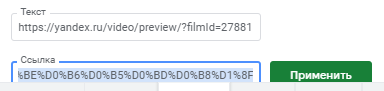 Текст
https://yandex.ru/video/preview/?filmId=27881
Ссылка
%BE%D0%B6%D0%B5%D0%BD%D0%B8%D1%8F
Применить